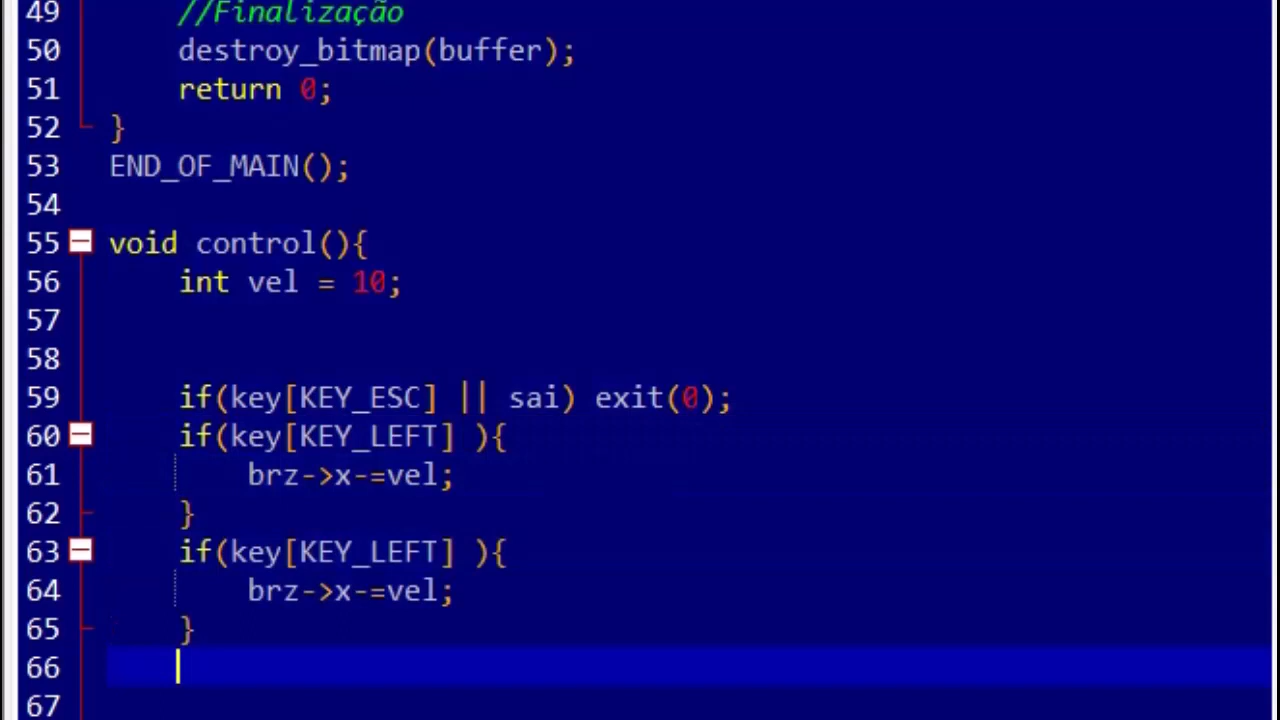 49 //Finalização
50 destroy_bitmap(buffer);
51 return 0;
52 }
53 END_OF_MAIN();
54
55 void control(){
56 int vel = 10;
57
58
59 if(key[KEY_ESC] || sai) exit(0);
60 if(key[KEY_LEFT] ){
61 brz->x-=vel;
62 }
63 if(key[KEY_LEFT] ){
64 brz->x-=vel;
65 }
66
67